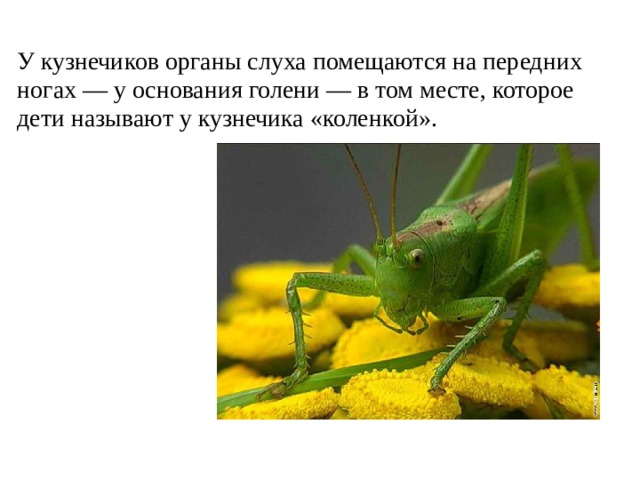 У кузнечиков органы слуха помещаются на передних
ногах — у основания голени — в том месте, которое
дети называют у кузнечика «коленкой».